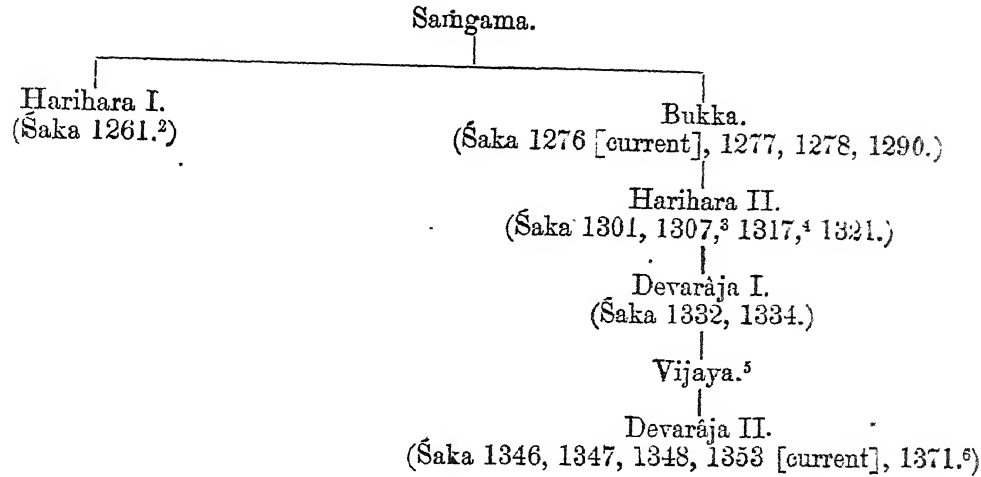 Saṁgama.
Harihara I.
(Śaka 1261.²)
Bukka.
(Śaka 1276 [current], 1277, 1278, 1290.)
Harihara II.
(Śaka 1301, 1307,³ 1317,⁴ 1321.)
Devarâja I.
(Śaka 1332, 1334.)
Vijaya.⁵
Devarâja II.
(Śaka 1346, 1347, 1348, 1353 [current], 1371.⁶)